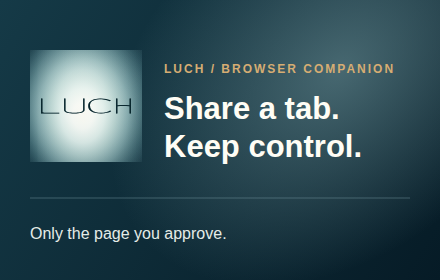 LUCH
LUCH / BROWSER COMPANION
Share a tab.
Keep control.
Only the page you approve.